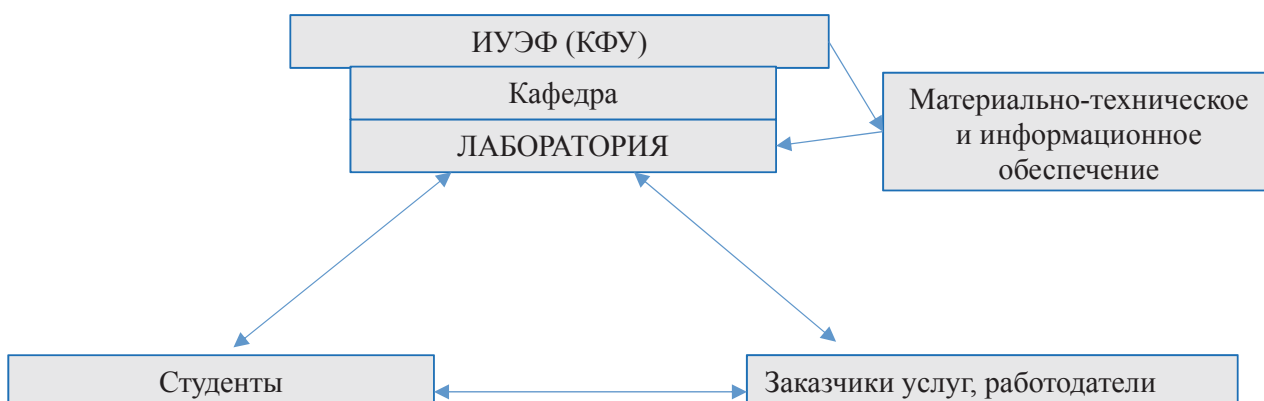 ИУЭФ (КФУ)
Кафедра
ЛАБОРАТОРИЯ
Материально-техническое
и информационное
обеспечение
Студенты
Заказчики услуг, работодатели